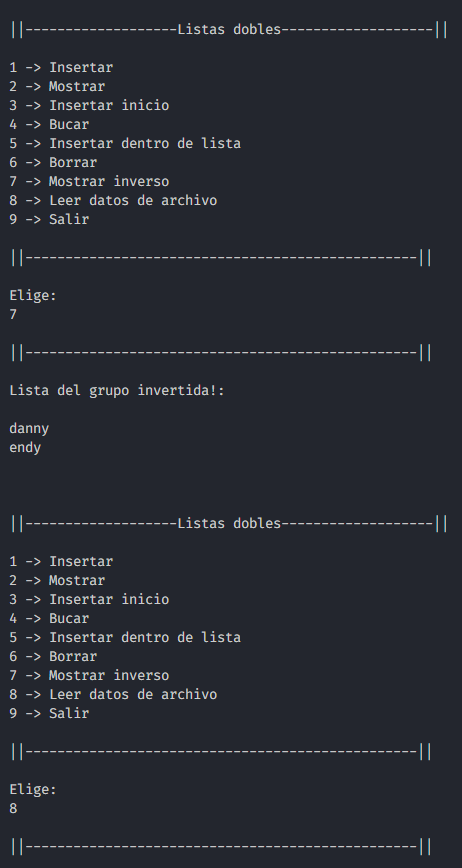 ||-------------------Listas dobles-------------------||
1 -> Insertar
2 -> Mostrar
3 -> Insertar inicio
4 -> Bucar
5 -> Insertar dentro de lista
6 -> Borrar
7 -> Mostrar inverso
8 -> Leer datos de archivo
9 -> Salir
||-------------------------------------------------||
Elige:
7
||-------------------------------------------------||
Lista del grupo invertida!:
danny
endy
||-------------------Listas dobles-------------------||
1 -> Insertar
2 -> Mostrar
3 -> Insertar inicio
4 -> Bucar
5 -> Insertar dentro de lista
6 -> Borrar
7 -> Mostrar inverso
8 -> Leer datos de archivo
9 -> Salir
||-------------------------------------------------||
Elige:
8
||-------------------------------------------------||